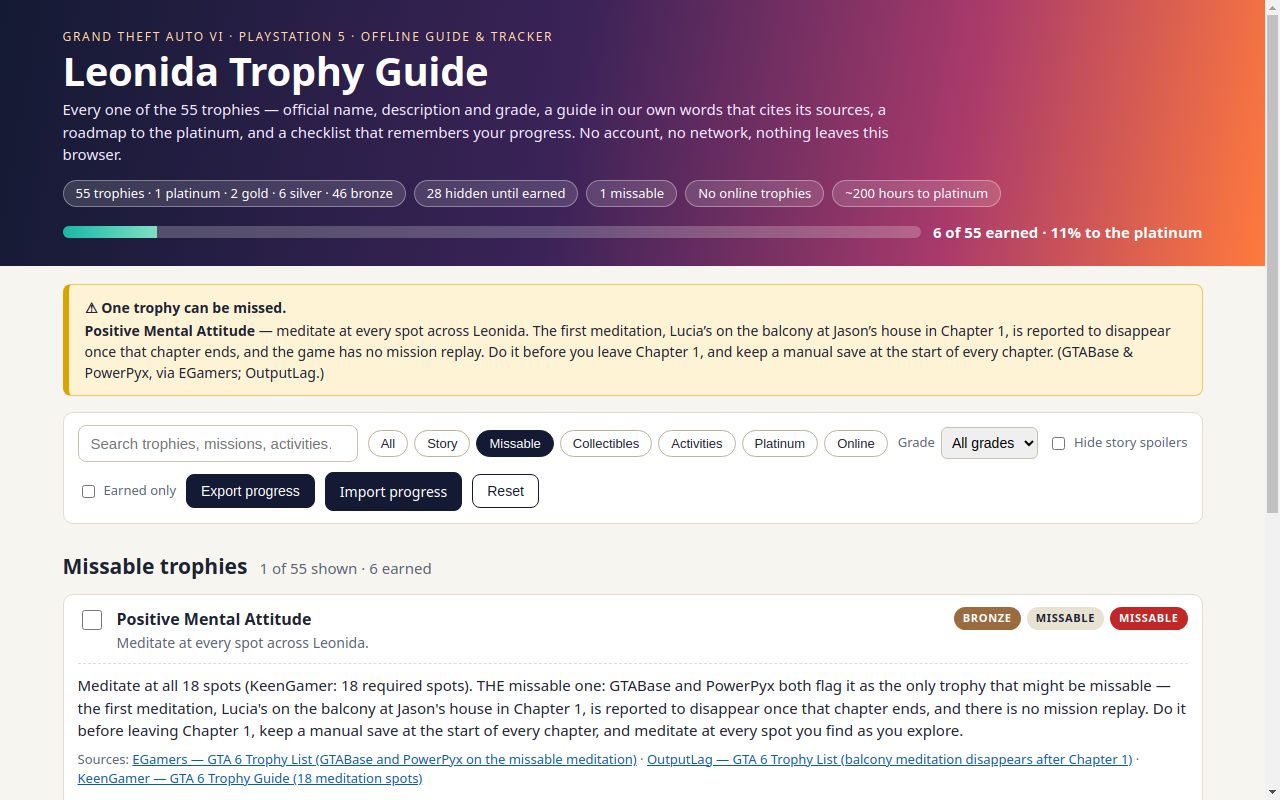 GRAND THEFT AUTO VI · PLAYSTATION 5 · OFFLINE GUIDE & TRACKER
Leonida Trophy Guide
Every one of the 55 trophies — official name, description and grade, a guide in our own words that cites its sources, a
roadmap to the platinum, and a checklist that remembers your progress. No account, no network, nothing leaves this
browser.
55 trophies · 1 platinum · 2 gold · 6 silver · 46 bronze
28 hidden until earned
1 missable
No online trophies
~200 hours to platinum
6 of 55 earned · 11% to the platinum
⚠ One trophy can be missed.
Positive Mental Attitude — meditate at every spot across Leonida. The first meditation, Lucia’s on the balcony at Jason’s house in Chapter 1, is reported to disappear
once that chapter ends, and the game has no mission replay. Do it before you leave Chapter 1, and keep a manual save at the start of every chapter. (GTABase &
PowerPyx, via EGamers; OutputLag.)
Search trophies, missions, activities.
All
Story
Missable
Collectibles
Activities
Platinum
Online
Grade
All grades
Hide story spoilers
Earned only
Export progress
Import progress
Reset
Missable trophies
1 of 55 shown · 6 earned
Positive Mental Attitude
BRONZE
MISSABLE
MISSABLE
Meditate at every spot across Leonida.
Meditate at all 18 spots (KeenGamer: 18 required spots). THE missable one: GTABase and PowerPyx both flag it as the only trophy that might be missable —
the first meditation, Lucia's on the balcony at Jason's house in Chapter 1, is reported to disappear once that chapter ends, and there is no mission replay. Do it
before leaving Chapter 1, keep a manual save at the start of every chapter, and meditate at every spot you find as you explore.
Sources: EGamers — GTA 6 Trophy List (GTABase and PowerPyx on the missable meditation) · OutputLag — GTA 6 Trophy List (balcony meditation disappears after Chapter 1) ·
KeenGamer — GTA 6 Trophy Guide (18 meditation spots)